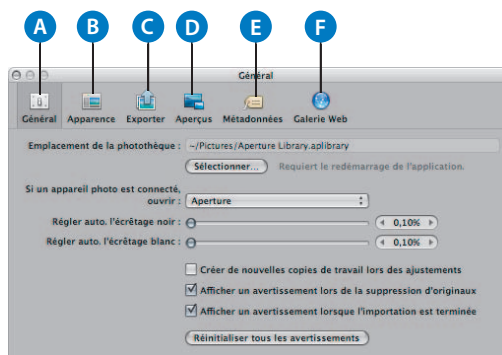 A B C D E F
Général
Général Apparence Exporter Aperçus Métadonnées Galerie Web
Emplacement de la photothèque : ~/Pictures/Aperture Library.aplibrary
Sélectionner... Requiert le redémarrage de l'application.
Si un appareil photo est connecté,
ouvrir : Aperture
Régler auto. l'écrêtage noir : 0,10%
Régler auto. l'écrêtage blanc : 0,10%
Créer de nouvelles copies de travail lors des ajustements
Afficher un avertissement lors de la suppression d'originaux
Afficher un avertissement lorsque l'importation est terminée
Réinitialiser tous les avertissements